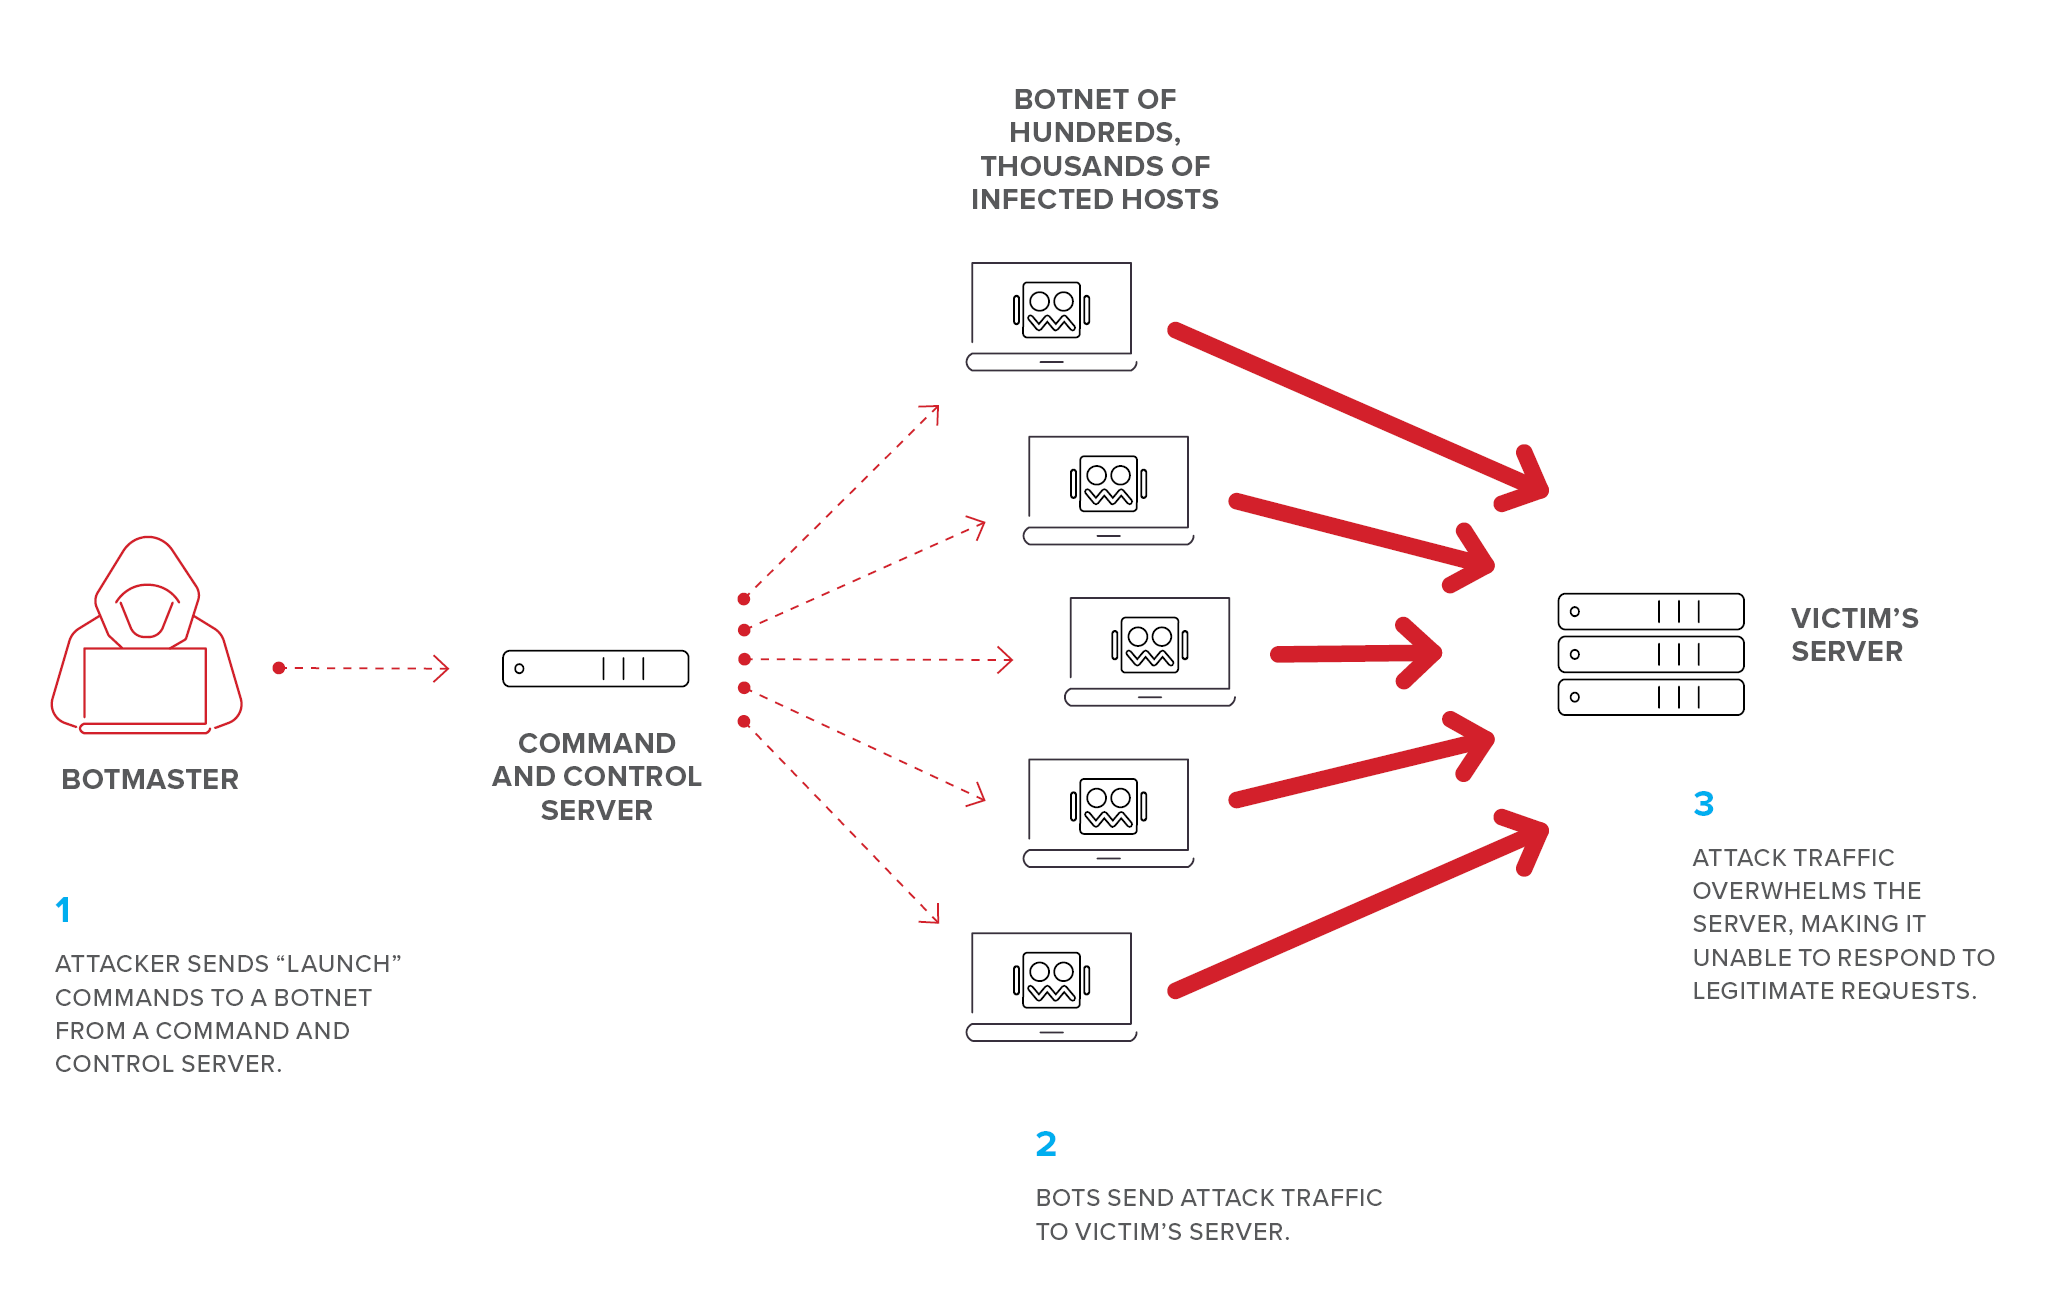 BOTNET OF
HUNDREDS,
THOUSANDS OF
INFECTED HOSTS
BOTMASTER
COMMAND
AND CONTROL
SERVER
VICTIM’S
SERVER
1
ATTACKER SENDS “LAUNCH”
COMMANDS TO A BOTNET
FROM A COMMAND AND
CONTROL SERVER.
2
BOTS SEND ATTACK TRAFFIC
TO VICTIM’S SERVER.
3
ATTACK TRAFFIC
OVERWHELMS THE
SERVER, MAKING IT
UNABLE TO RESPOND TO
LEGITIMATE REQUESTS.